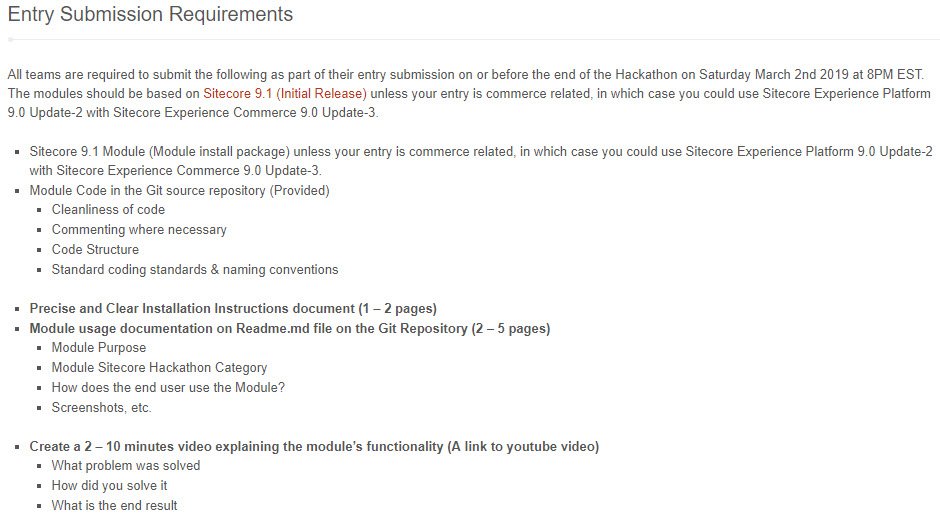 Entry Submission Requirements
All teams are required to submit the following as part of their entry submission on or before the end of the Hackathon on Saturday March 2nd 2019 at 8PM EST.
The modules should be based on Sitecore 9.1 (Initial Release) unless your entry is commerce related, in which case you could use Sitecore Experience Platform
9.0 Update-2 with Sitecore Experience Commerce 9.0 Update-3.
▪ Sitecore 9.1 Module (Module install package) unless your entry is commerce related, in which case you could use Sitecore Experience Platform 9.0 Update-2
with Sitecore Experience Commerce 9.0 Update-3.
▪ Module Code in the Git source repository (Provided)
▪ Cleanliness of code
▪ Commenting where necessary
▪ Code Structure
▪ Standard coding standards & naming conventions
▪ Precise and Clear Installation Instructions document (1 – 2 pages)
▪ Module usage documentation on Readme.md file on the Git Repository (2 – 5 pages)
▪ Module Purpose
▪ Module Sitecore Hackathon Category
▪ How does the end user use the Module?
▪ Screenshots, etc.
▪ Create a 2 – 10 minutes video explaining the module’s functionality (A link to youtube video)
▪ What problem was solved
▪ How did you solve it
▪ What is the end result